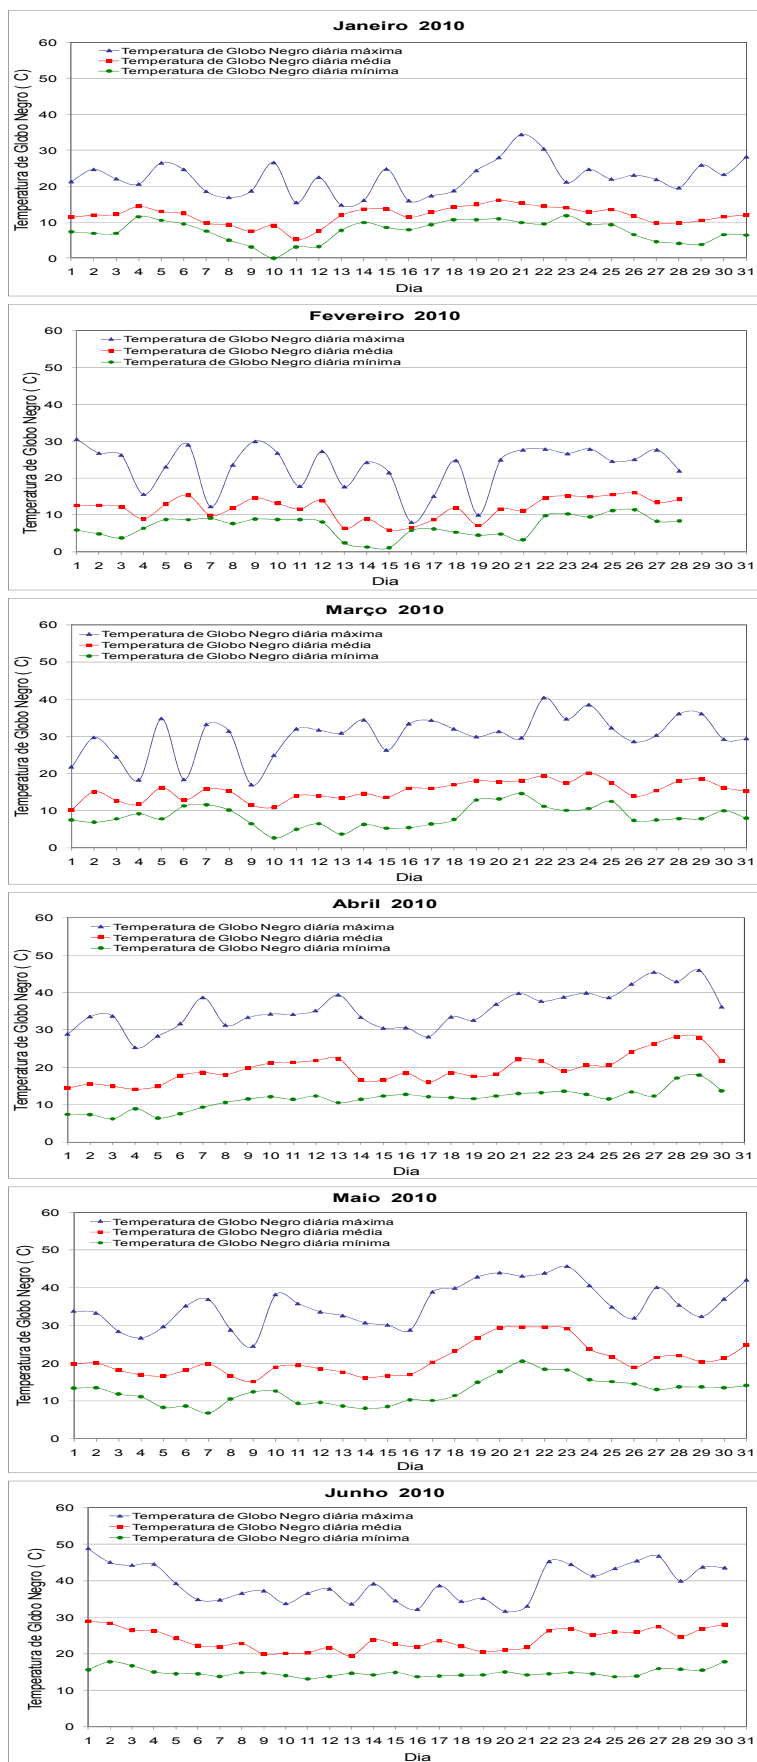 Janeiro 2010
Temperatura de Globo Negro ( C)
Temperatura de Globo Negro diária máxima
Temperatura de Globo Negro diária média
Temperatura de Globo Negro diária mínima
60
50
40
30
20
10
0
1 2 3 4 5 6 7 8 9 10 11 12 13 14 15 16 17 18 19 20 21 22 23 24 25 26 27 28 29 30 31
Dia
Fevereiro 2010
Temperatura de Globo Negro ( C)
Temperatura de Globo Negro diária máxima
Temperatura de Globo Negro diária média
Temperatura de Globo Negro diária mínima
60
50
40
30
20
10
0
1 2 3 4 5 6 7 8 9 10 11 12 13 14 15 16 17 18 19 20 21 22 23 24 25 26 27 28 29 30 31
Dia
Março 2010
Temperatura de Globo Negro ( C)
Temperatura de Globo Negro diária máxima
Temperatura de Globo Negro diária média
Temperatura de Globo Negro diária mínima
60
50
40
30
20
10
0
1 2 3 4 5 6 7 8 9 10 11 12 13 14 15 16 17 18 19 20 21 22 23 24 25 26 27 28 29 30 31
Dia
Abril 2010
Temperatura de Globo Negro ( C)
Temperatura de Globo Negro diária máxima
Temperatura de Globo Negro diária média
Temperatura de Globo Negro diária mínima
60
50
40
30
20
10
0
1 2 3 4 5 6 7 8 9 10 11 12 13 14 15 16 17 18 19 20 21 22 23 24 25 26 27 28 29 30 31
Dia
Maio 2010
Temperatura de Globo Negro ( C)
Temperatura de Globo Negro diária máxima
Temperatura de Globo Negro diária média
Temperatura de Globo Negro diária mínima
60
50
40
30
20
10
0
1 2 3 4 5 6 7 8 9 10 11 12 13 14 15 16 17 18 19 20 21 22 23 24 25 26 27 28 29 30 31
Dia
Junho 2010
Temperatura de Globo Negro ( C)
Temperatura de Globo Negro diária máxima
Temperatura de Globo Negro diária média
Temperatura de Globo Negro diária mínima
60
50
40
30
20
10
0
1 2 3 4 5 6 7 8 9 10 11 12 13 14 15 16 17 18 19 20 21 22 23 24 25 26 27 28 29 30 31
Dia